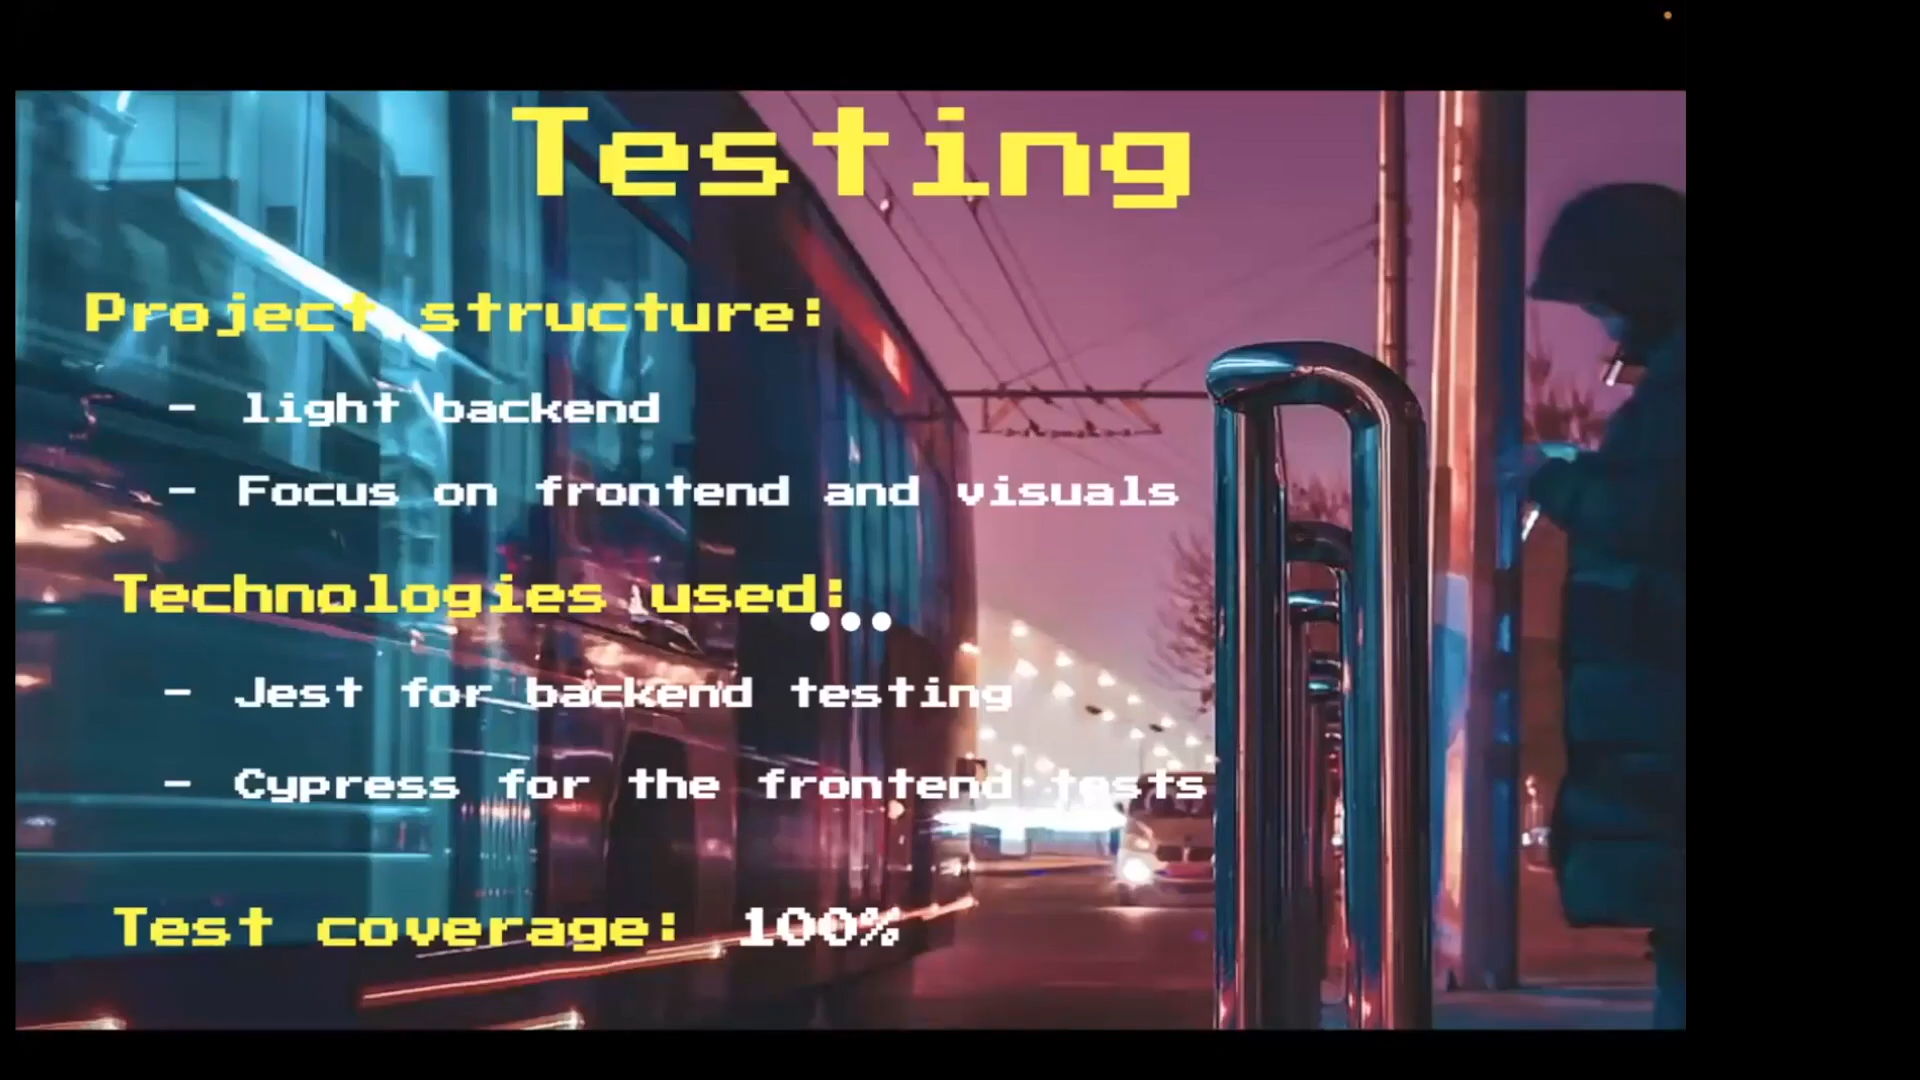 Testing
Project structure:
- light backend
- Focus on frontend and visuals
Technologies used:
- Jest for backend testing
- Cypress for the frontend tests
Test coverage: 100%